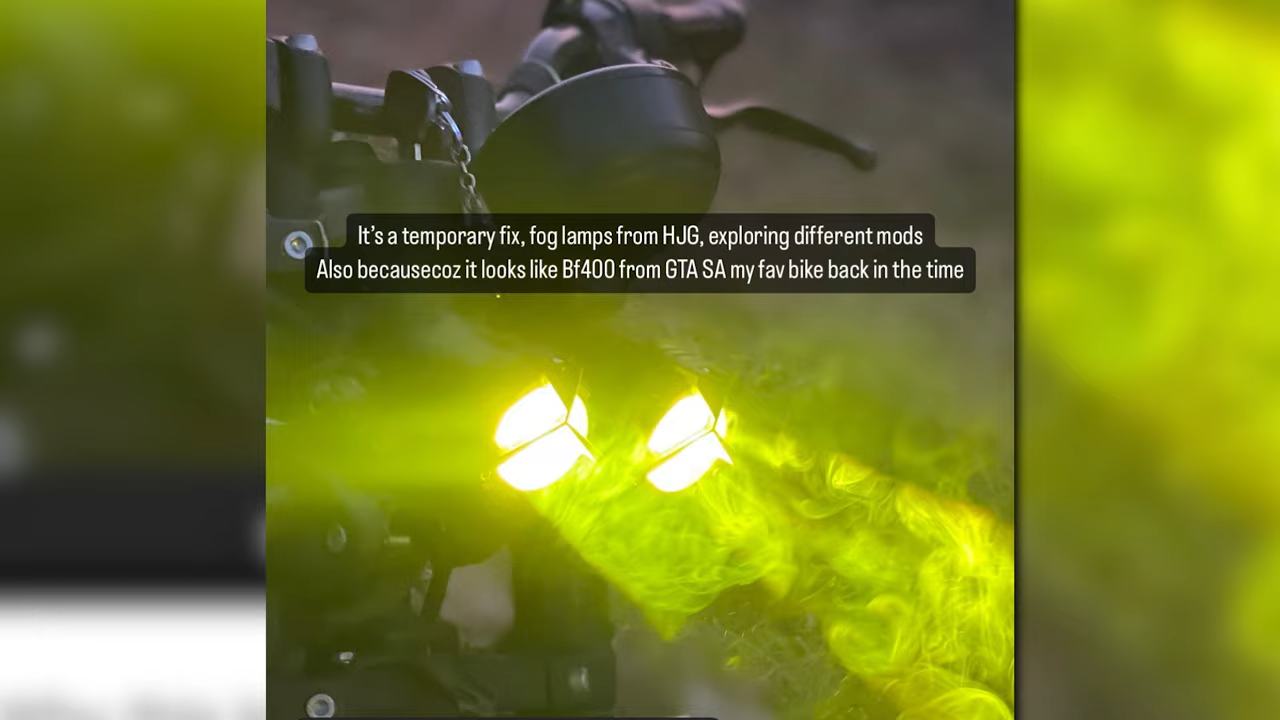 It's a temporary fix, fog lamps from HJG, exploring different mods
Also becausecoz it looks like Bf400 from GTA SA my fav bike back in the time